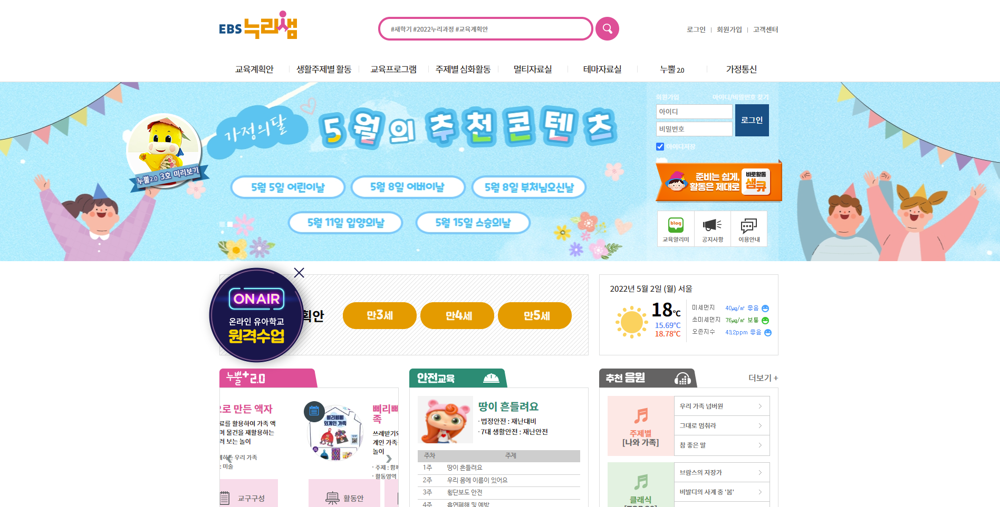 EBS 누리샘
#새학기 #2022누리과정 #교육계획안
로그인 | 회원가입 | 고객센터
교육계획안 생활주제별 활동 교육프로그램 주제별 심화활동 멀티자료실 테마자료실 누뿔 2.0 가정통신
가정의달
5월의 추천콘텐츠
누뿔2.0 3호 미리보기
5월 5일 어린이날 5월 8일 어버이날 5월 8일 부처님오신날
5월 11일 입양의날 5월 15일 스승의날
회원가입 아이디/비밀번호 찾기
아이디
비밀번호
로그인
아이디저장
준비는 쉽게,
활동은 제대로
바로활동
샘큐
blog
교육알리미 공지사항 이용안내
ON AIR
온라인 유아학교
원격수업
획안
만3세 만4세 만5세
2022년 5월 2일 (월) 서울
18℃
15.69℃
18.78℃
미세먼지 40㎍/㎥ 좋음
초미세먼지 76㎍/㎥ 보통
오존지수 43.2ppm 좋음
누뿔+2.0
으로 만든 액자
료를 활용하여 가족 액
며 물건을 재활용하는
러 보는 놀이
께하는 우리 가족
: 미술
교구구성
삐리삐삐
외계인 가족
활동안
삐리삐
족
쓰레받기와
계인 가족
놀이
· 주제 : 함께
· 활동영역
안전교육
땅이 흔들려요
· 법정안전 : 재난대비
· 7대 생활안전 : 재난안전
주차 주제
1주 땅이 흔들려요
2주 우리 몸에 이름이 있어요
3주 횡단보도 안전
4주 흡연폐해 및 예방
추천 음원
더보기 +
주제별
[나와 가족]
우리 가족 넘버원
그대로 멈춰라
참 좋은 말
클래식
[TOP 20]
브람스의 자장가
비발디의 사계 중 '봄'